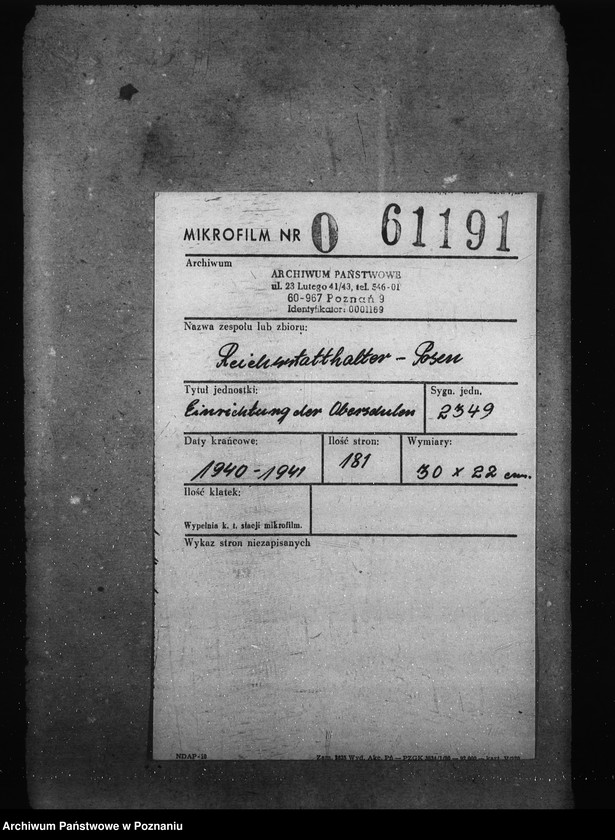 MIKROFILM NR 0 61191
Archiwum
ARCHIWUM PAŃSTWOWE
ul. 23 Lutego 41/43, tel. 546-01
60-967 Poznań 9
Identyfikator: 0001169
Nazwa zespołu lub zbioru:
Reichsstatthalter - Posen
Tytuł jednostki:
Sygn. jedn.
Einrichtung der Oberschulen
2349
Daty krańcowe:
Ilość stron:
Wymiary:
1940-1941
181
30 x 22 cm.
Ilość klatek:
Wypełnia k. t. stacji mikrofilm.
Wykaz stron niezapisanych
NDAP-18
Archiwum Państwowe w Poznaniu